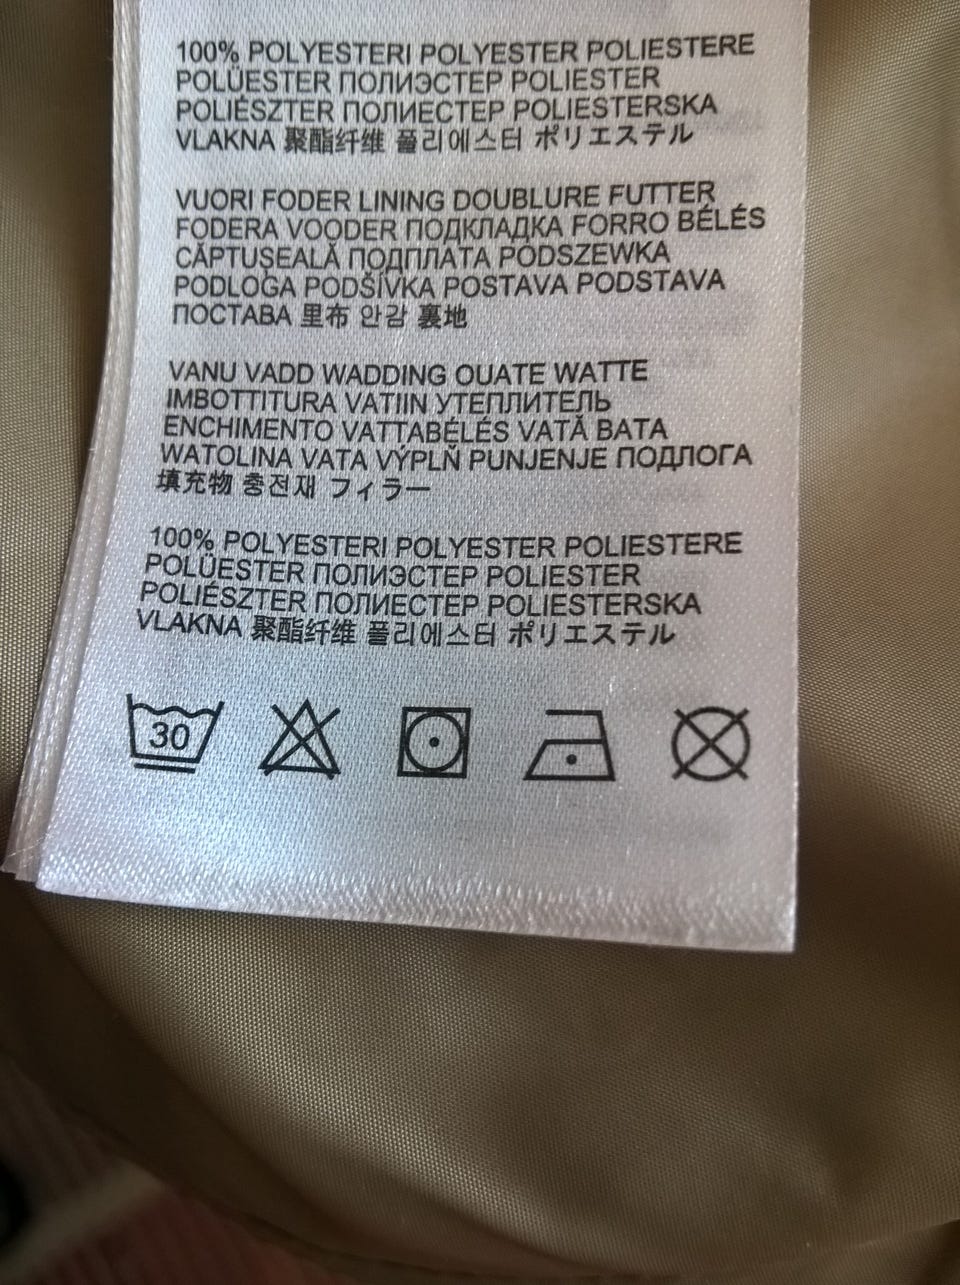 100% POLYESTERI POLYESTER POLIESTERE
POLÜESTER ПОЛИЭСТЕР POLIESTER
POLIÉSZTER ПОЛИЕСТЕР POLIESTERSKA
VLAKNA 聚酯纤维 폴리에스터 ポリエステル
VUORI FODER LINING DOUBLURE FUTTER
FODERA VOODER ПОДКЛАДКА FORRO BÉLÉS
CĂPTUŞEALĂ ПОДПЛАТА PODSZEWKA
PODLOGA PODŠÍVKA POSTAVA PODSTAVA
ПОСТАВА 里布 안감 裏地
VANU VADD WADDING OUATE WATTE
IMBOTTITURA VATIIN УТЕПЛИТЕЛЬ
ENCHIMENTO VATTABÉLÉS VATĂ BATA
WATOLINA VATA VÝPLŇ PUNJENJE ПОДЛОГА
填充物 충전재 フィラー
100% POLYESTERI POLYESTER POLIESTERE
POLÜESTER ПОЛИЭСТЕР POLIESTER
POLIÉSZTER ПОЛИЕСТЕР POLIESTERSKA
VLAKNA 聚酯纤维 폴리에스터 ポリエステル
30